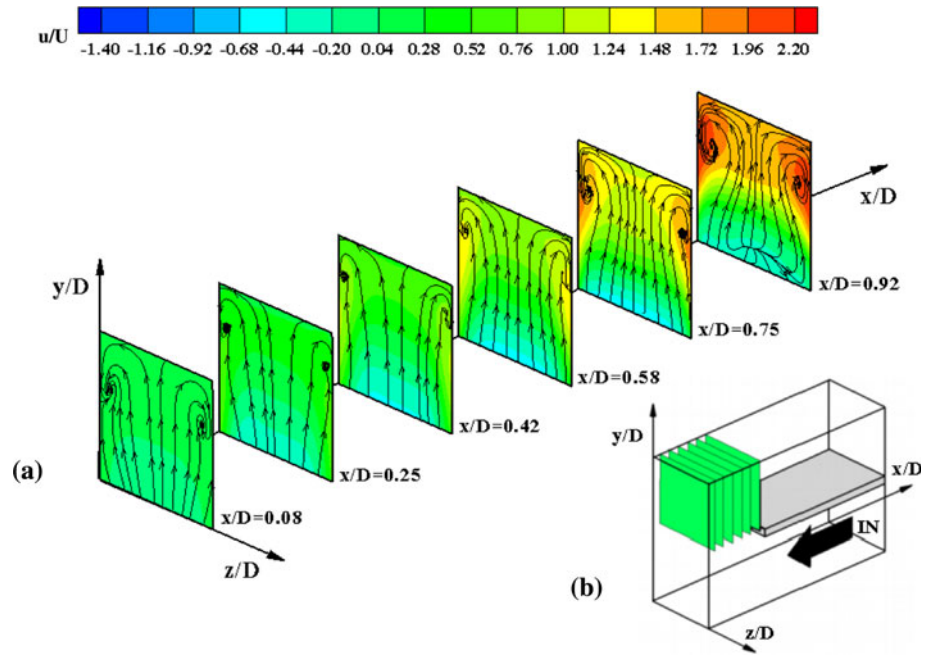 u/U
-1.40 -1.16 -0.92 -0.68 -0.44 -0.20 0.04 0.28 0.52 0.76 1.00 1.24 1.48 1.72 1.96 2.20
x/D
x/D=0.92
y/D
x/D=0.75
x/D=0.58
x/D=0.42
(a)
x/D=0.25
x/D=0.08
z/D
y/D
x/D
IN
(b)
z/D